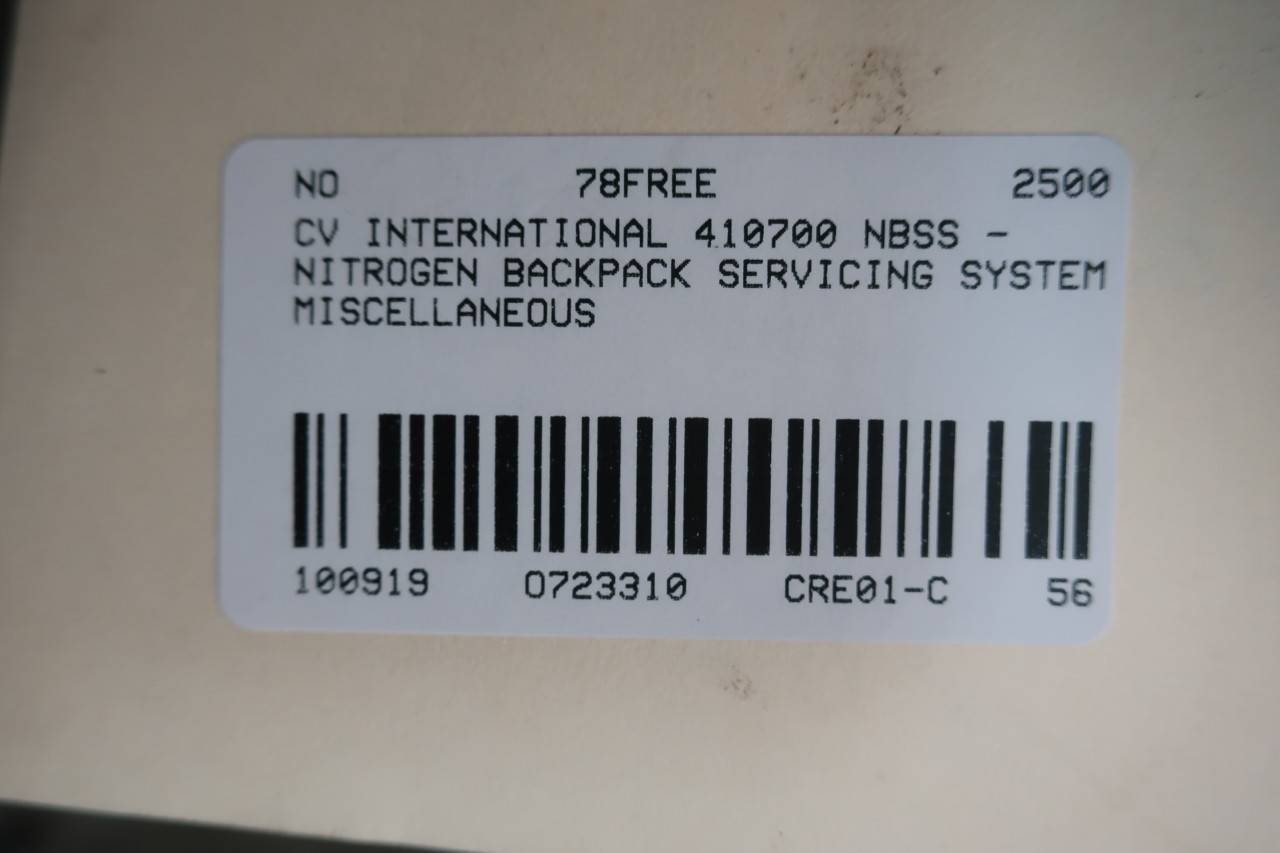 NO 78FREE 2500
CV INTERNATIONAL 410700 NBSS -
NITROGEN BACKPACK SERVICING SYSTEM
MISCELLANEOUS
100919 0723310 CRE01-C 56